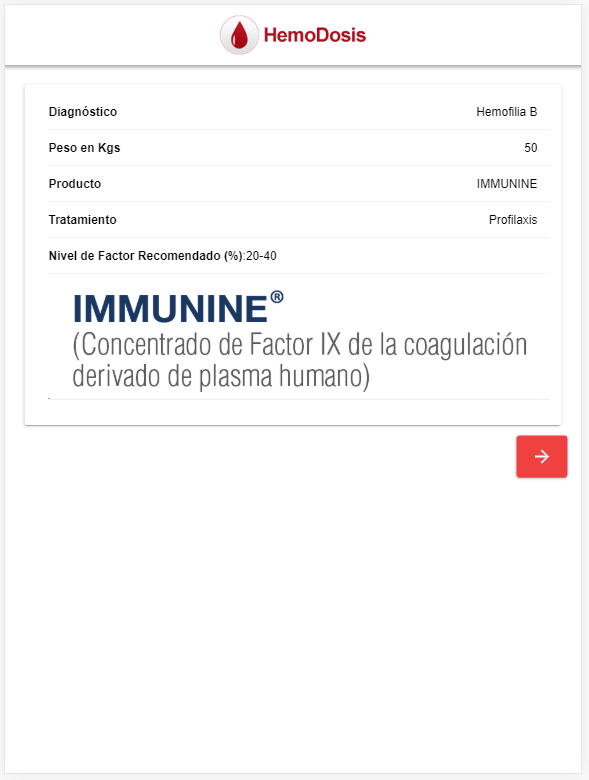 HemoDosis
Diagnóstico Hemofilia B
Peso en Kgs 50
Producto IMMUNINE
Tratamiento Profilaxis
Nivel de Factor Recomendado (%):20-40
IMMUNINE®
(Concentrado de Factor IX de la coagulación
derivado de plasma humano)